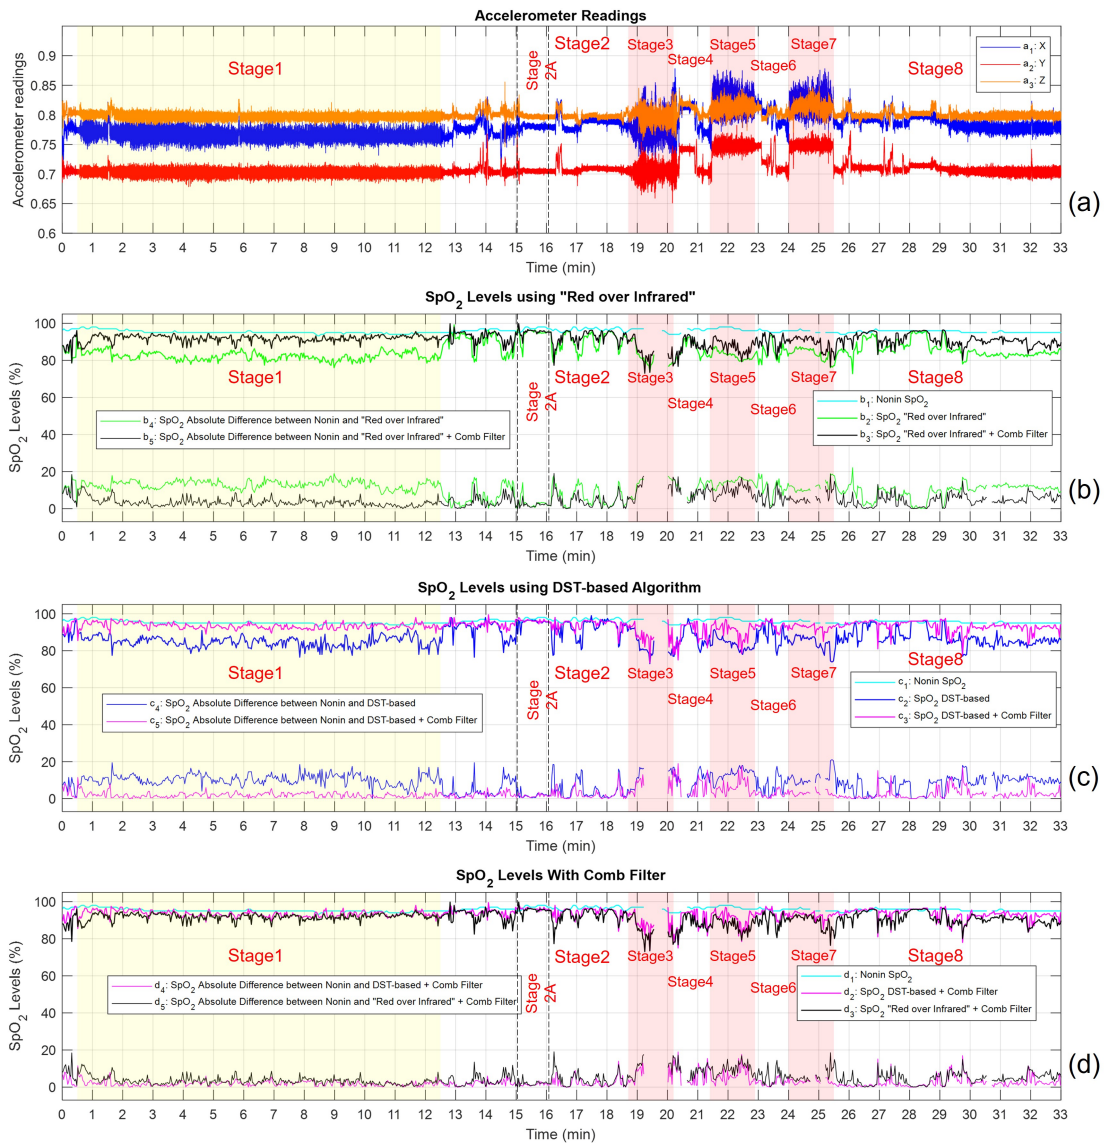 Accelerometer Readings
Accelerometer readings
0.9
0.85
0.8
0.75
0.7
0.65
0.6
Stage1
Stage
2A
Stage2
Stage3
Stage4
Stage5
Stage6
Stage7
Stage8
a1: X
a2: Y
a3: Z
0 1 2 3 4 5 6 7 8 9 10 11 12 13 14 15 16 17 18 19 20 21 22 23 24 25 26 27 28 29 30 31 32 33
Time (min)
(a)
SpO2 Levels using "Red over Infrared"
SpO2 Levels (%)
100
80
60
40
20
0
Stage1
Stage
2A
Stage2
Stage3
Stage4
Stage5
Stage6
Stage7
Stage8
b4: SpO2 Absolute Difference between Nonin and "Red over Infrared"
b5: SpO2 Absolute Difference between Nonin and "Red over Infrared" + Comb Filter
b1: Nonin SpO2
b2: SpO2 "Red over Infrared"
b3: SpO2 "Red over Infrared" + Comb Filter
0 1 2 3 4 5 6 7 8 9 10 11 12 13 14 15 16 17 18 19 20 21 22 23 24 25 26 27 28 29 30 31 32 33
Time (min)
(b)
SpO2 Levels using DST-based Algorithm
SpO2 Levels (%)
100
80
60
40
20
0
Stage1
Stage
2A
Stage2
Stage3
Stage4
Stage5
Stage6
Stage7
Stage8
c4: SpO2 Absolute Difference between Nonin and DST-based
c5: SpO2 Absolute Difference between Nonin and DST-based + Comb Filter
c1: Nonin SpO2
c2: SpO2 DST-based
c3: SpO2 DST-based + Comb Filter
0 1 2 3 4 5 6 7 8 9 10 11 12 13 14 15 16 17 18 19 20 21 22 23 24 25 26 27 28 29 30 31 32 33
Time (min)
(c)
SpO2 Levels With Comb Filter
SpO2 Levels (%)
100
80
60
40
20
0
Stage1
Stage
2A
Stage2
Stage3
Stage4
Stage5
Stage6
Stage7
Stage8
d4: SpO2 Absolute Difference between Nonin and DST-based + Comb Filter
d5: SpO2 Absolute Difference between Nonin and "Red over Infrared" + Comb Filter
d1: Nonin SpO2
d2: SpO2 DST-based + Comb Filter
d3: SpO2 "Red over Infrared" + Comb Filter
0 1 2 3 4 5 6 7 8 9 10 11 12 13 14 15 16 17 18 19 20 21 22 23 24 25 26 27 28 29 30 31 32 33
Time (min)
(d)